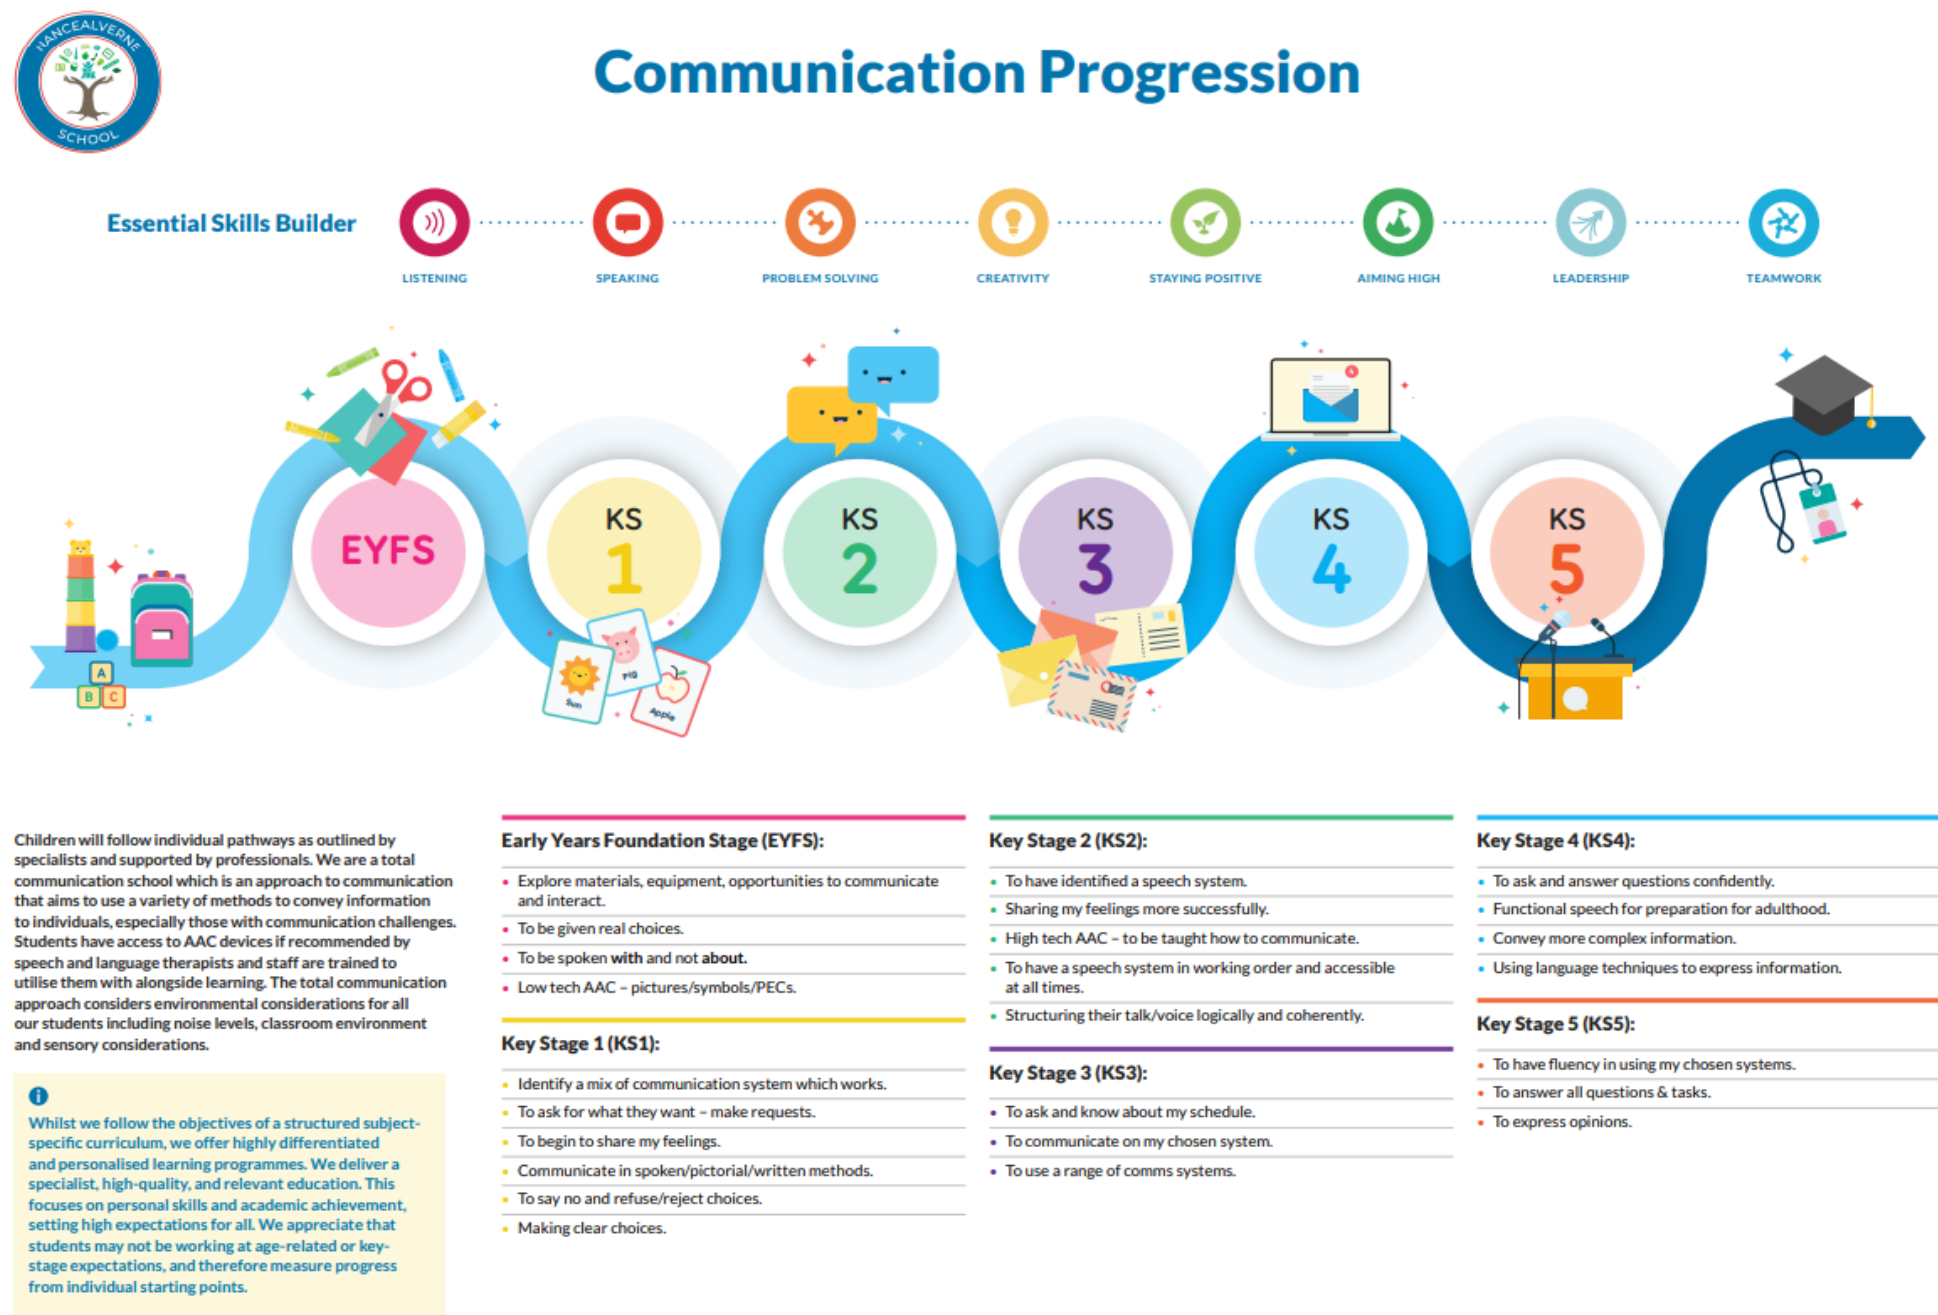 NANCEALVERNE
SCHOOL
Communication Progression
Essential Skills Builder
LISTENING
SPEAKING
PROBLEM SOLVING
CREATIVITY
STAYING POSITIVE
AIMING HIGH
LEADERSHIP
TEAMWORK
EYFS
KS
1
KS
2
KS
3
KS
4
KS
5
A
B
C
Sun
PIG
Apple
4
Children will follow individual pathways as outlined by
specialists and supported by professionals. We are a total
communication school which is an approach to communication
that aims to use a variety of methods to convey information
to individuals, especially those with communication challenges.
Students have access to AAC devices if recommended by
speech and language therapists and staff are trained to
utilise them with alongside learning. The total communication
approach considers environmental considerations for all
our students including noise levels, classroom environment
and sensory considerations.
i
Whilst we follow the objectives of a structured subject-
specific curriculum, we offer highly differentiated
and personalised learning programmes. We deliver a
specialist, high-quality, and relevant education. This
focuses on personal skills and academic achievement,
setting high expectations for all. We appreciate that
students may not be working at age-related or key-
stage expectations, and therefore measure progress
from individual starting points.
Early Years Foundation Stage (EYFS):
• Explore materials, equipment, opportunities to communicate
and interact.
• To be given real choices.
• To be spoken with and not about.
• Low tech AAC – pictures/symbols/PECs.
Key Stage 1 (KS1):
• Identify a mix of communication system which works.
• To ask for what they want – make requests.
• To begin to share my feelings.
• Communicate in spoken/pictorial/written methods.
• To say no and refuse/reject choices.
• Making clear choices.
Key Stage 2 (KS2):
• To have identified a speech system.
• Sharing my feelings more successfully.
• High tech AAC – to be taught how to communicate.
• To have a speech system in working order and accessible
at all times.
• Structuring their talk/voice logically and coherently.
Key Stage 3 (KS3):
• To ask and know about my schedule.
• To communicate on my chosen system.
• To use a range of comms systems.
Key Stage 4 (KS4):
• To ask and answer questions confidently.
• Functional speech for preparation for adulthood.
• Convey more complex information.
• Using language techniques to express information.
Key Stage 5 (KS5):
• To have fluency in using my chosen systems.
• To answer all questions & tasks.
• To express opinions.